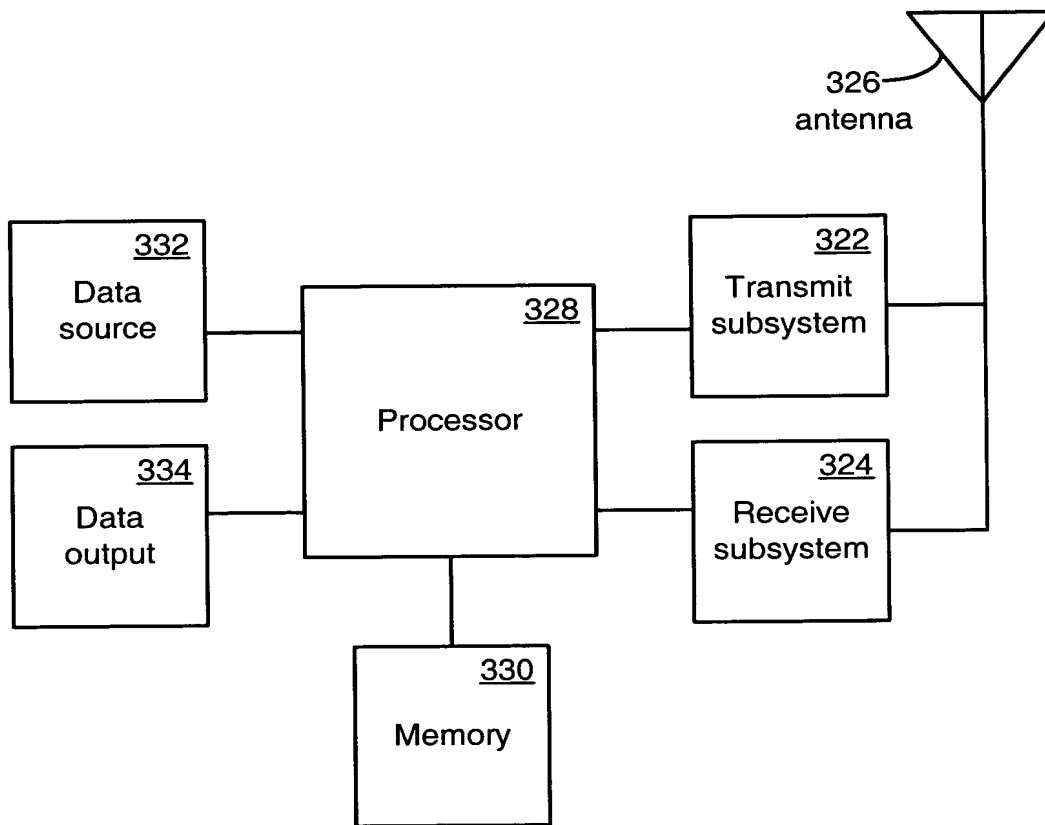 326
antenna
332
Data
source
328
Processor
322
Transmit
subsystem
334
Data
output
324
Receive
subsystem
330
Memory